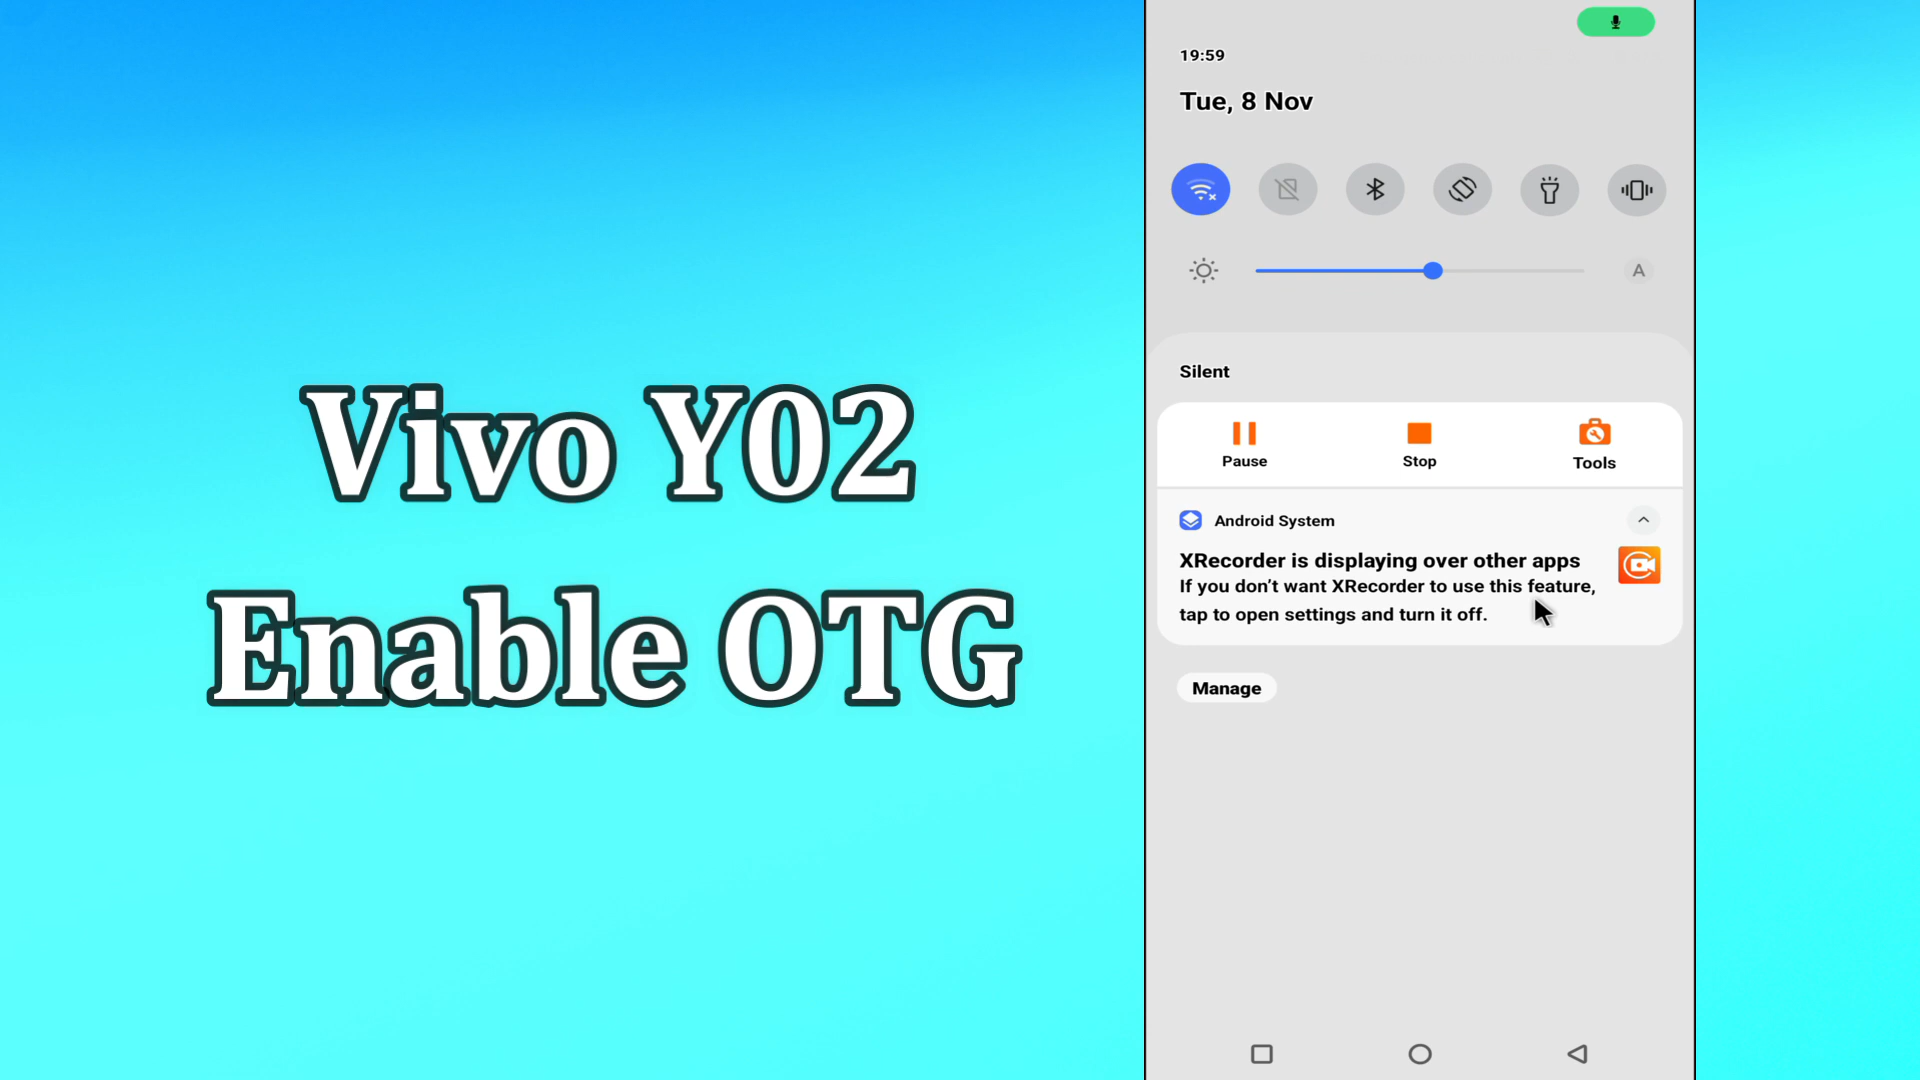 Vivo Y02
Enable OTG
19:59
Tue, 8 Nov
A
Silent
Pause Stop Tools
Android System
XRecorder is displaying over other apps
If you don’t want XRecorder to use this feature,
tap to open settings and turn it off.
Manage